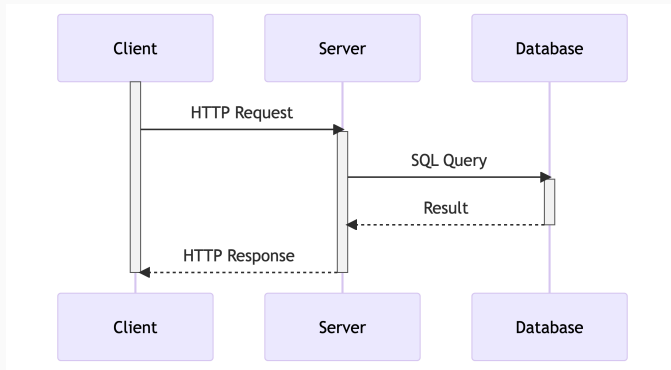 Client Server Database
HTTP Request
SQL Query
Result
HTTP Response
Client Server Database